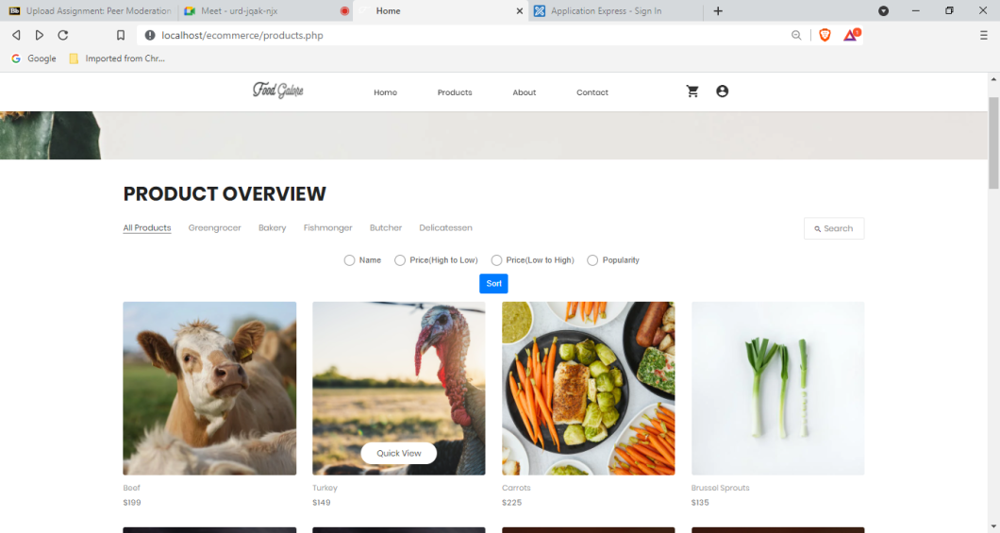 Bb Upload Assignment: Peer Moderation
Meet - urd-jqak-njx
Home
Application Express - Sign In
localhost/ecommerce/products.php
1
Google
Imported from Chr...
Food Galore
Home
Products
About
Contact
PRODUCT OVERVIEW
All Products
Greengrocer
Bakery
Fishmonger
Butcher
Delicatessen
Search
Name
Price(High to Low)
Price(Low to High)
Popularity
Sort
Quick View
Beef
Turkey
Carrots
Brussel Sprouts
$199
$149
$225
$135